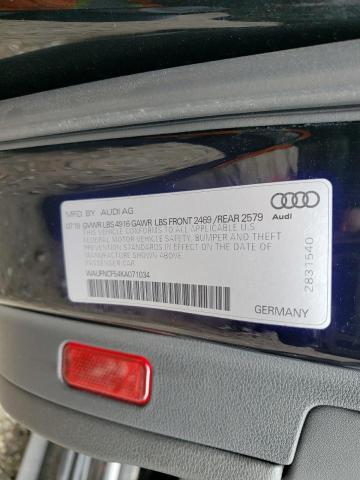 MFD BY AUDI AG
07/18 GVWR LBS 4916 GAWR LBS FRONT 2469 / REAR 2579
THIS VEHICLE CONFORMS TO ALL APPLICABLE U.S.
FEDERAL MOTOR VEHICLE SAFETY, BUMPER AND THEFT
PREVENTION STANDARDS IN EFFECT ON THE DATE OF
MANUFACTURE SHOWN ABOVE.
PASSENGER CAR
WAUFNCF54KA071034
Audi
2831540
GERMANY